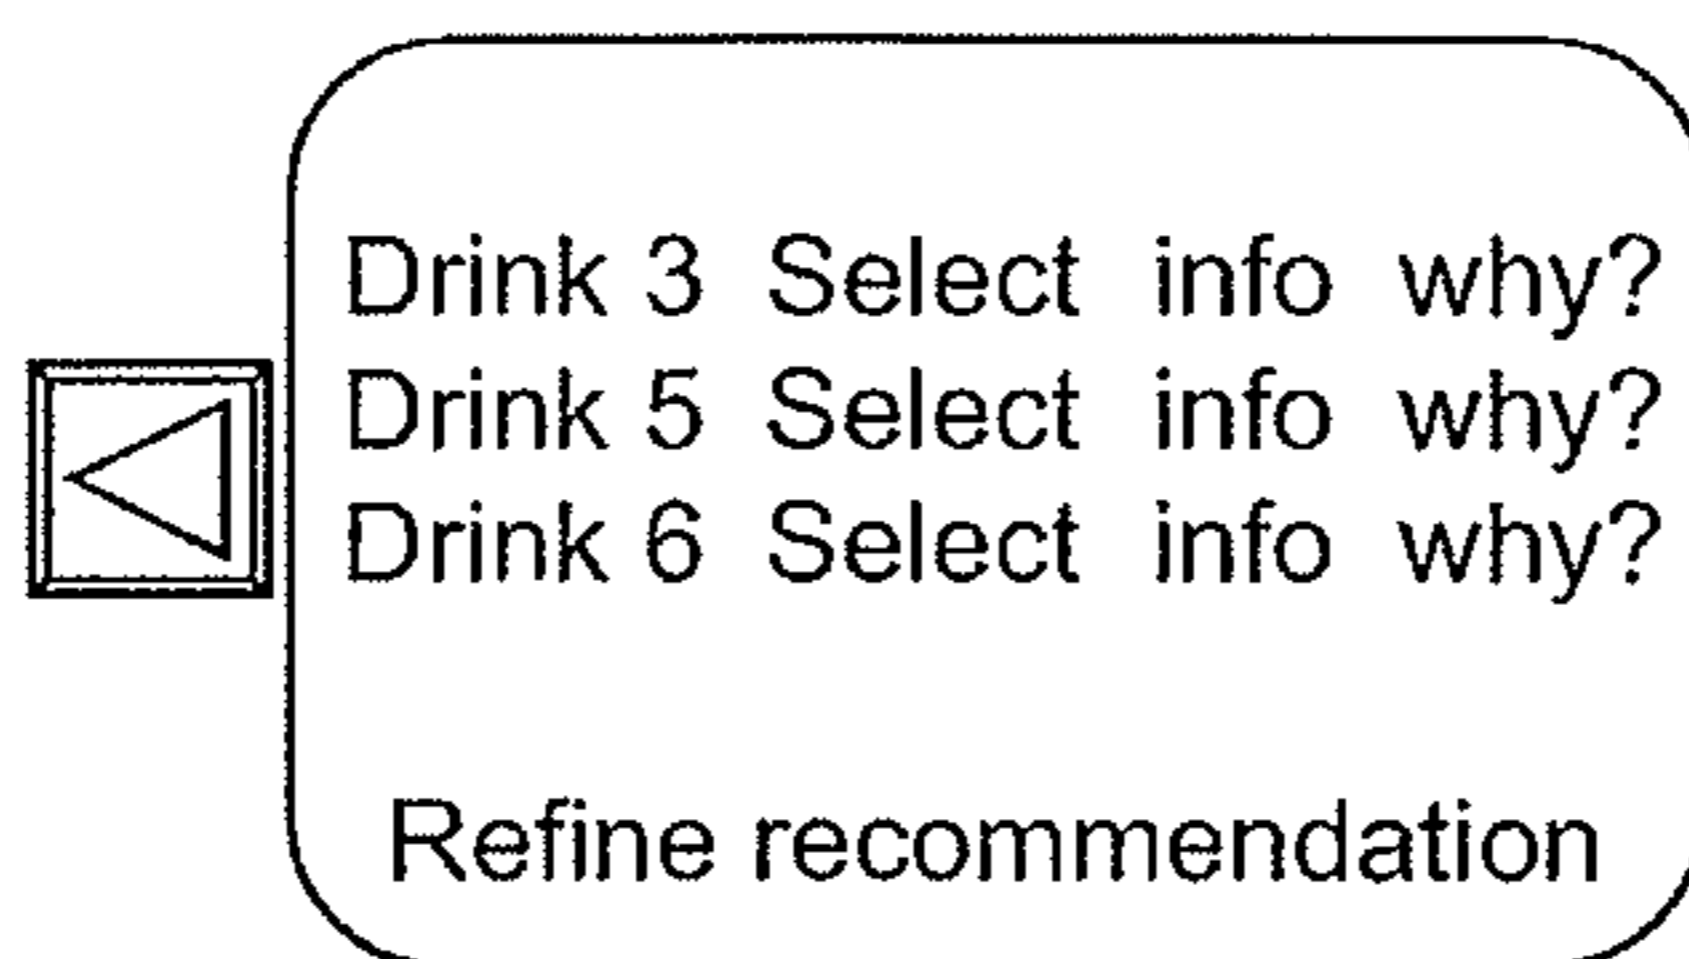 Drink 3 Select info why?
Drink 5 Select info why?
Drink 6 Select info why?
Refine recommendation